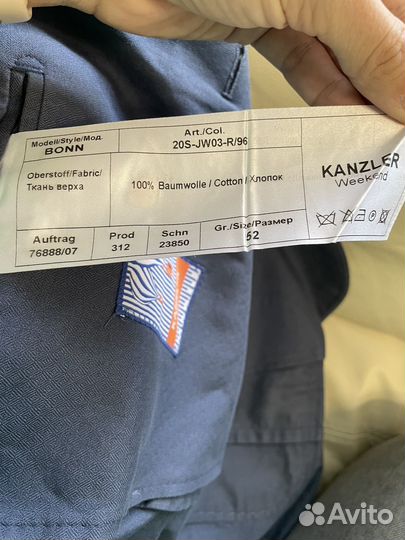 Modell/Style/Мод.
BONN
Art./Col.
20S-JW03-R/96
Oberstoff/Fabric/
Ткань верха
100% Baumwolle / Cotton / Хлопок
KANZLER
Weekend
Auftrag
76888/07
Prod
312
Schn
23850
Gr./Size/Размер
52
Avito